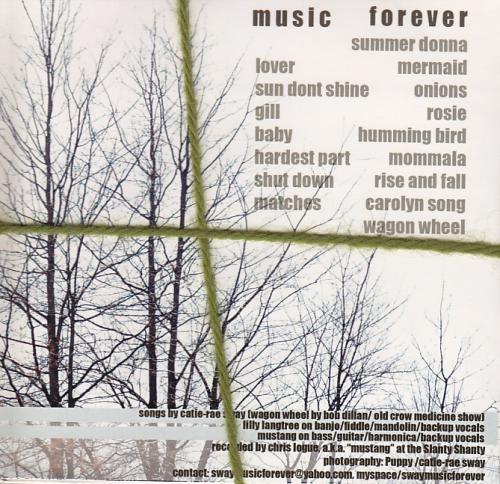 music forever
summer donna
lover mermaid
sun dont shine onions
gill rosie
baby humming bird
hardest part mommala
shut down rise and fall
matches carolyn song
wagon wheel
songs by catie-rae sway (wagon wheel by bob dillan/ old crow medicine show)
lilly langtree on banjo/fiddle/mandolin/backup vocals
mustang on bass/guitar/harmonica/backup vocals
recorded by chris logue, a.k.a. "mustang" at the Slanty Shanty
photography: Puppy /catie-rae sway
contact: swaymusicforever@yahoo.com. myspace/swaymusicforever